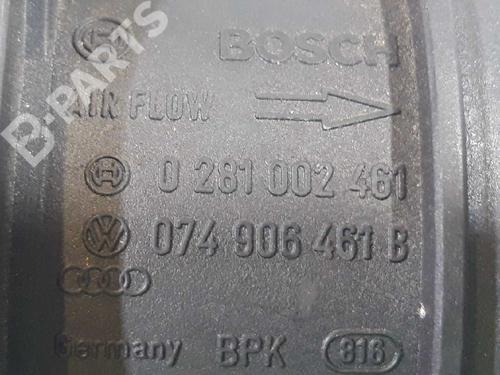 BOSCH
AIR FLOW
0 281 002 461
074 906 461 B
Germany BPK 816
B-PARTS